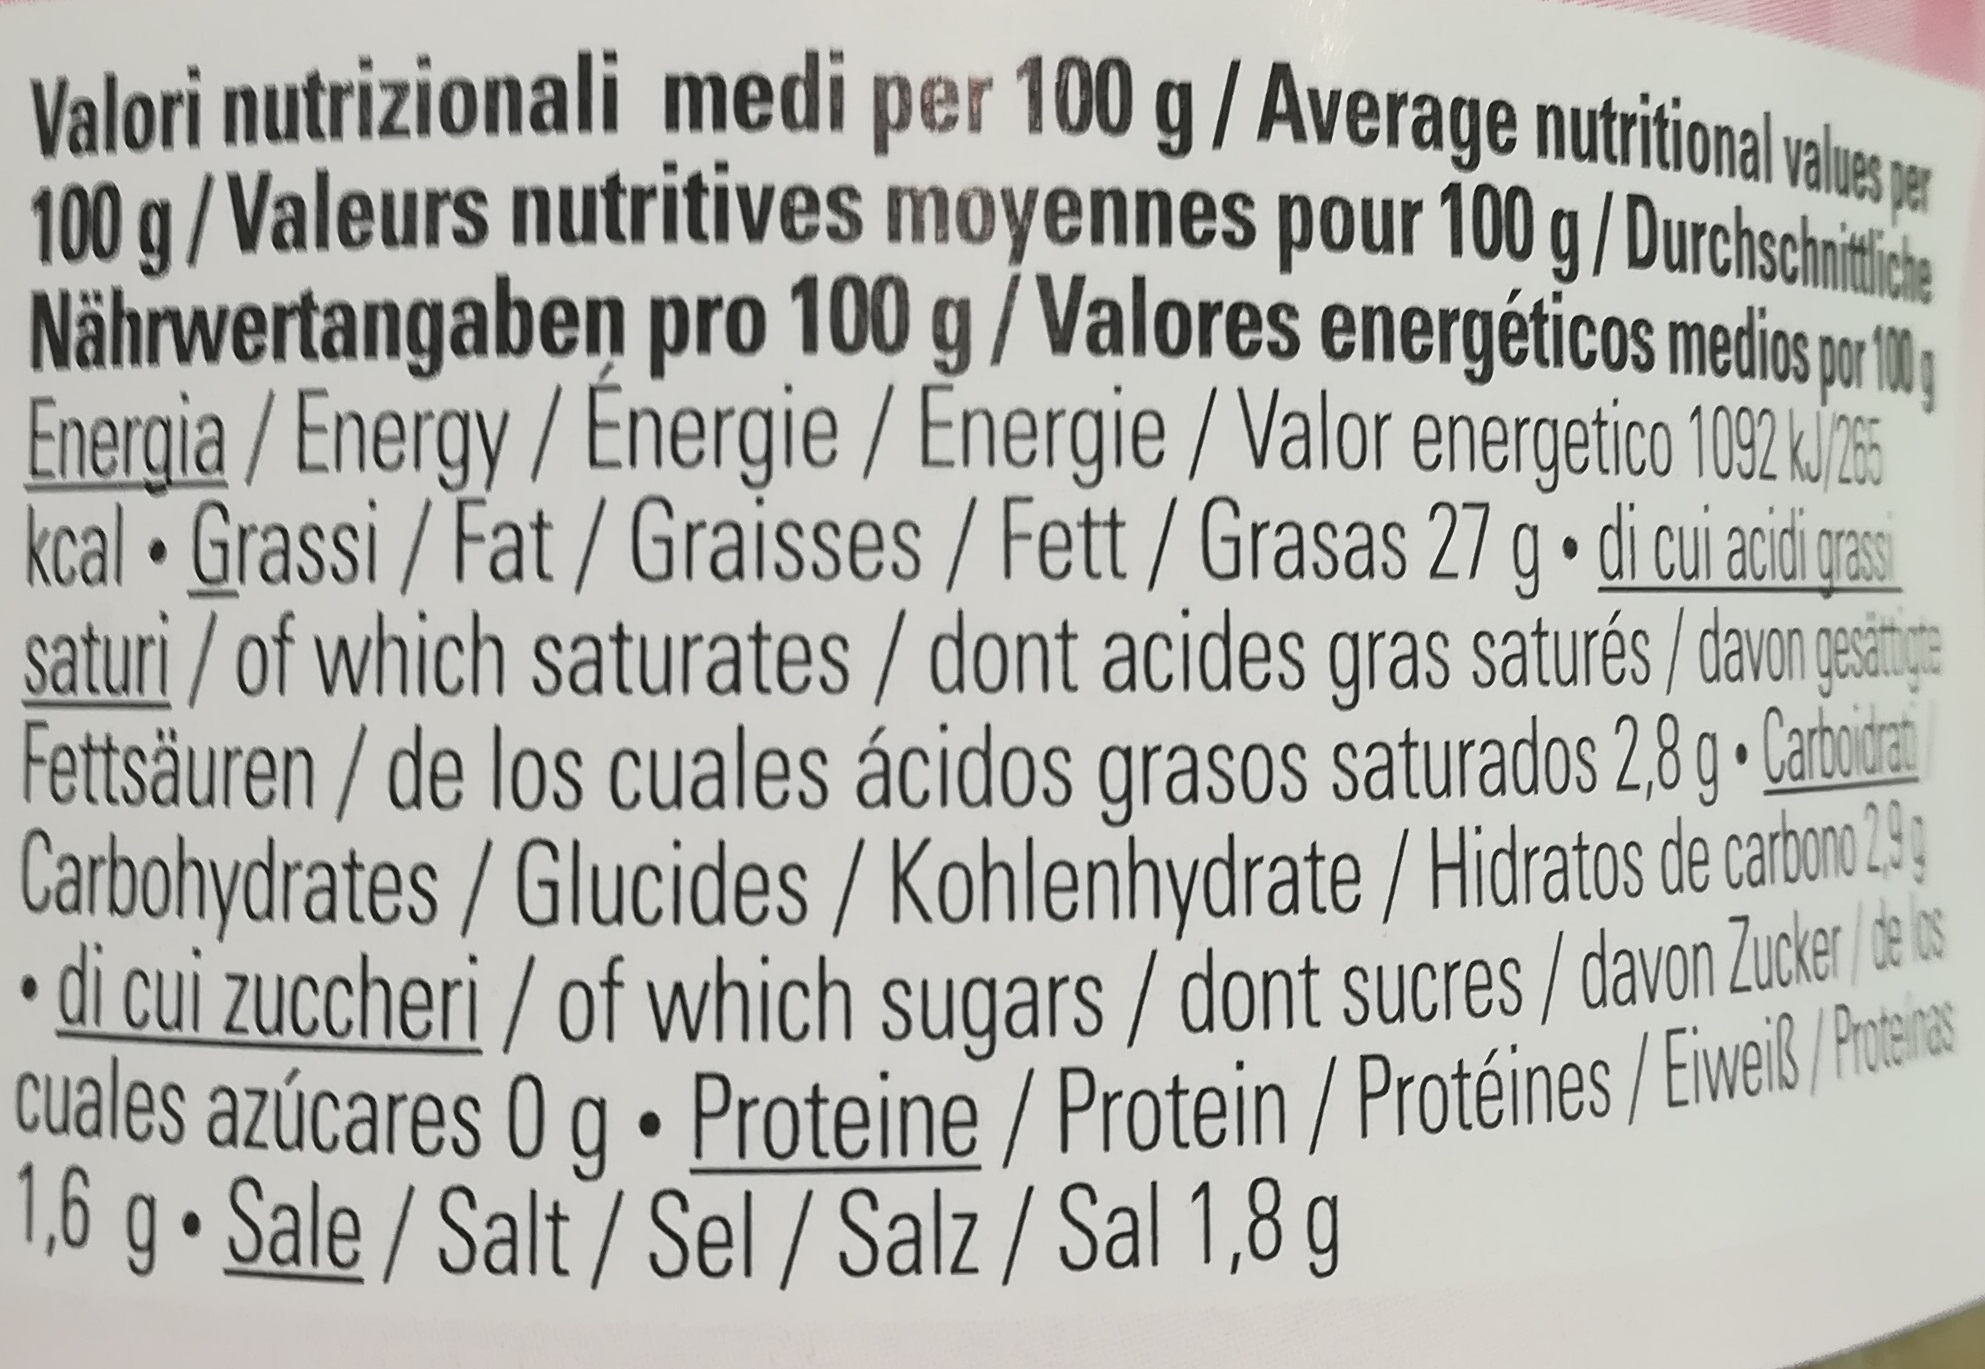 Valori nutrizionali medi per 100 g / Average nutritional values per
100 g / Valeurs nutritives moyennes pour 100 g / Durchschnittliche
Nährwertangaben pro 100 g / Valores energéticos medios por 100 g
Energia / Energy / Énergie / Energie / Valor energetico 1092 kJ/265
kcal • Grassi / Fat / Graisses / Fett / Grasas 27 g • di cui acidi grassi
saturi / of which saturates / dont acides gras saturés / davon gesättigte
Fettsäuren / de los cuales ácidos grasos saturados 2,8 g • Carboidrati /
Carbohydrates / Glucides / Kohlenhydrate / Hidratos de carbono 2,9 g
• di cui zuccheri / of which sugars / dont sucres / davon Zucker / de los
cuales azúcares 0 g • Proteine / Protein / Protéines / Eiweiß / Proteinas
1,6 g • Sale / Salt / Sel / Salz / Sal 1,8 g